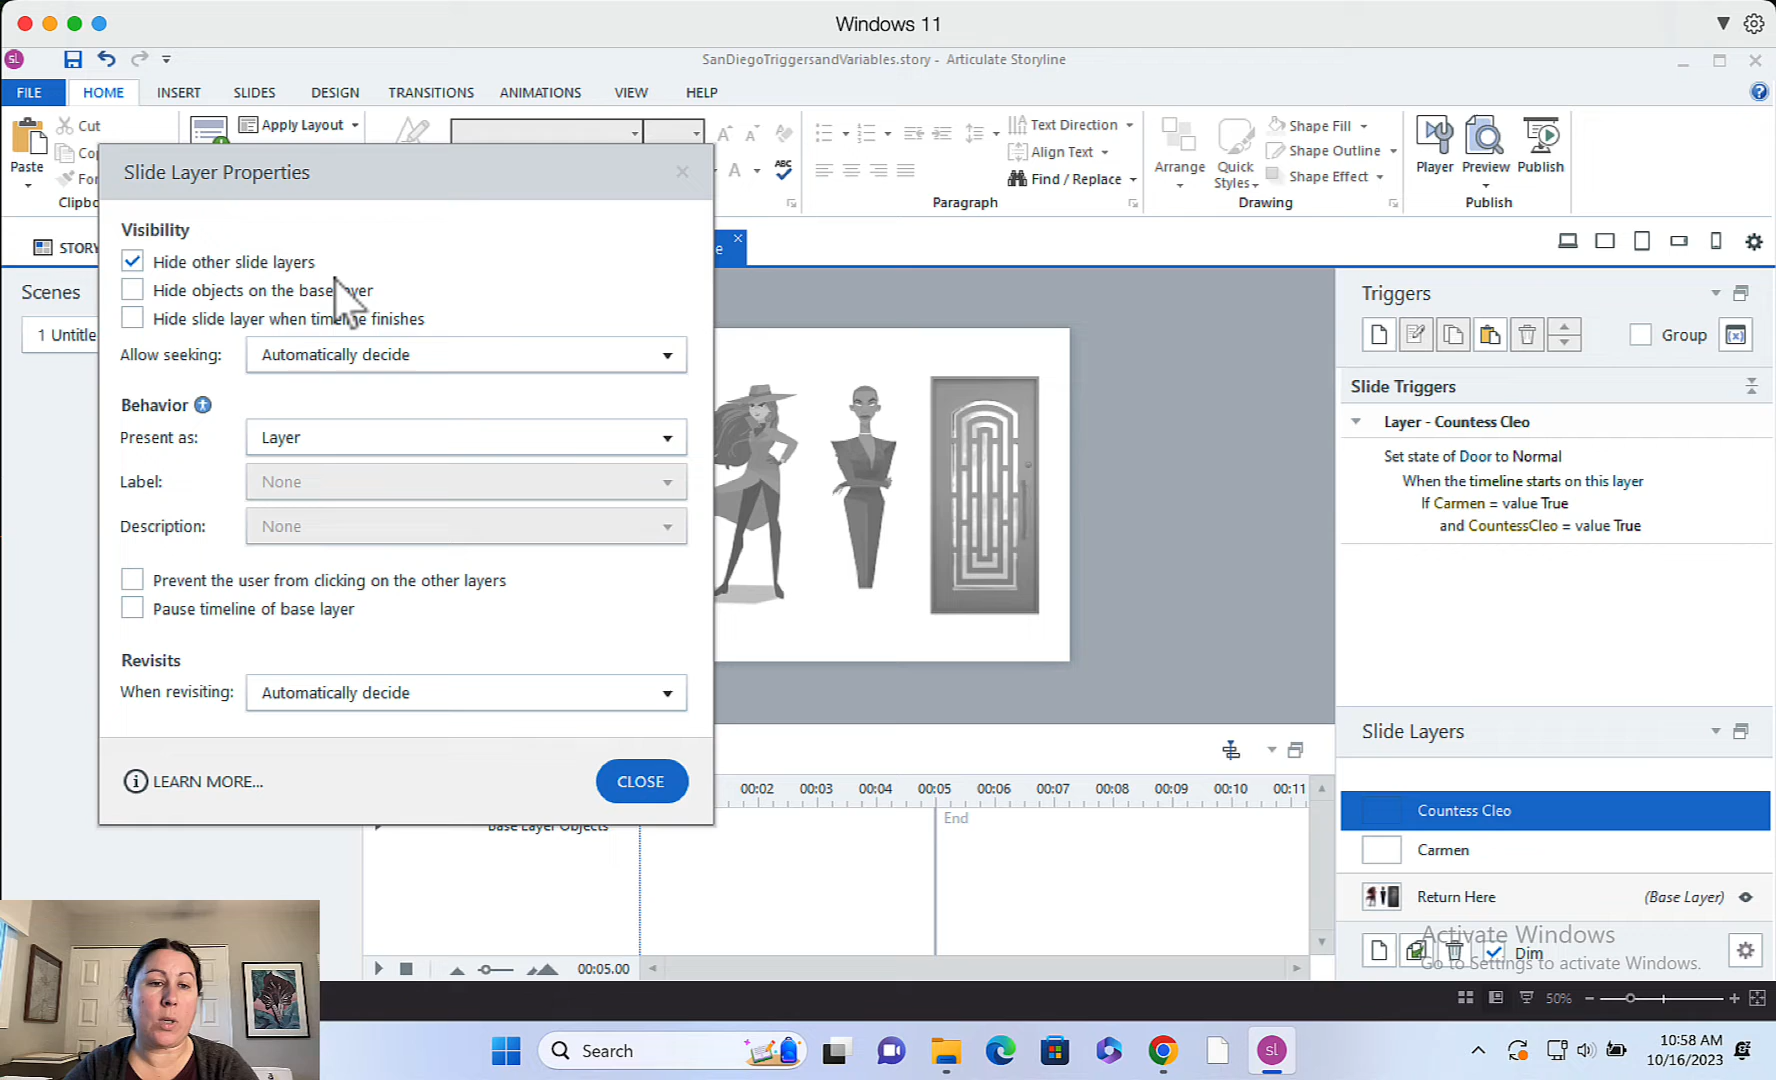 Windows 11
sl
SanDiegoTriggersandVariables.story - Articulate Storyline
FILE HOME INSERT SLIDES DESIGN TRANSITIONS ANIMATIONS VIEW HELP
Paste
Cut
Apply Layout
Text Direction
Align Text
Find / Replace
Arrange
Quick Styles
Shape Fill
Shape Outline
Shape Effect
Player
Preview
Publish
ABC
Paragraph
Drawing
Publish
Slide Layer Properties
Visibility
Hide other slide layers
Hide objects on the base
Hide slide layer when timeline finishes
Allow seeking: Automatically decide
Behavior
Present as: Layer
Label: None
Description: None
Prevent the user from clicking on the other layers
Pause timeline of base layer
Revisits
When revisiting: Automatically decide
LEARN MORE...
CLOSE
STORY
Scenes
1 Untitle
Triggers
Group
Slide Triggers
Layer - Countess Cleo
Set state of Door to Normal
When the timeline starts on this layer
If Carmen = value True
and CountessCleo = value True
Slide Layers
Countess Cleo
Carmen
Return Here (Base Layer)
Dim
Activate Windows
Go to Settings to activate Windows.
00:02 00:03 00:04 00:05 00:06 00:07 00:08 00:09 00:10 00:11
Base Layer Objects
End
00:05.00
50%
Search
sl
10:58 AM
10/16/2023